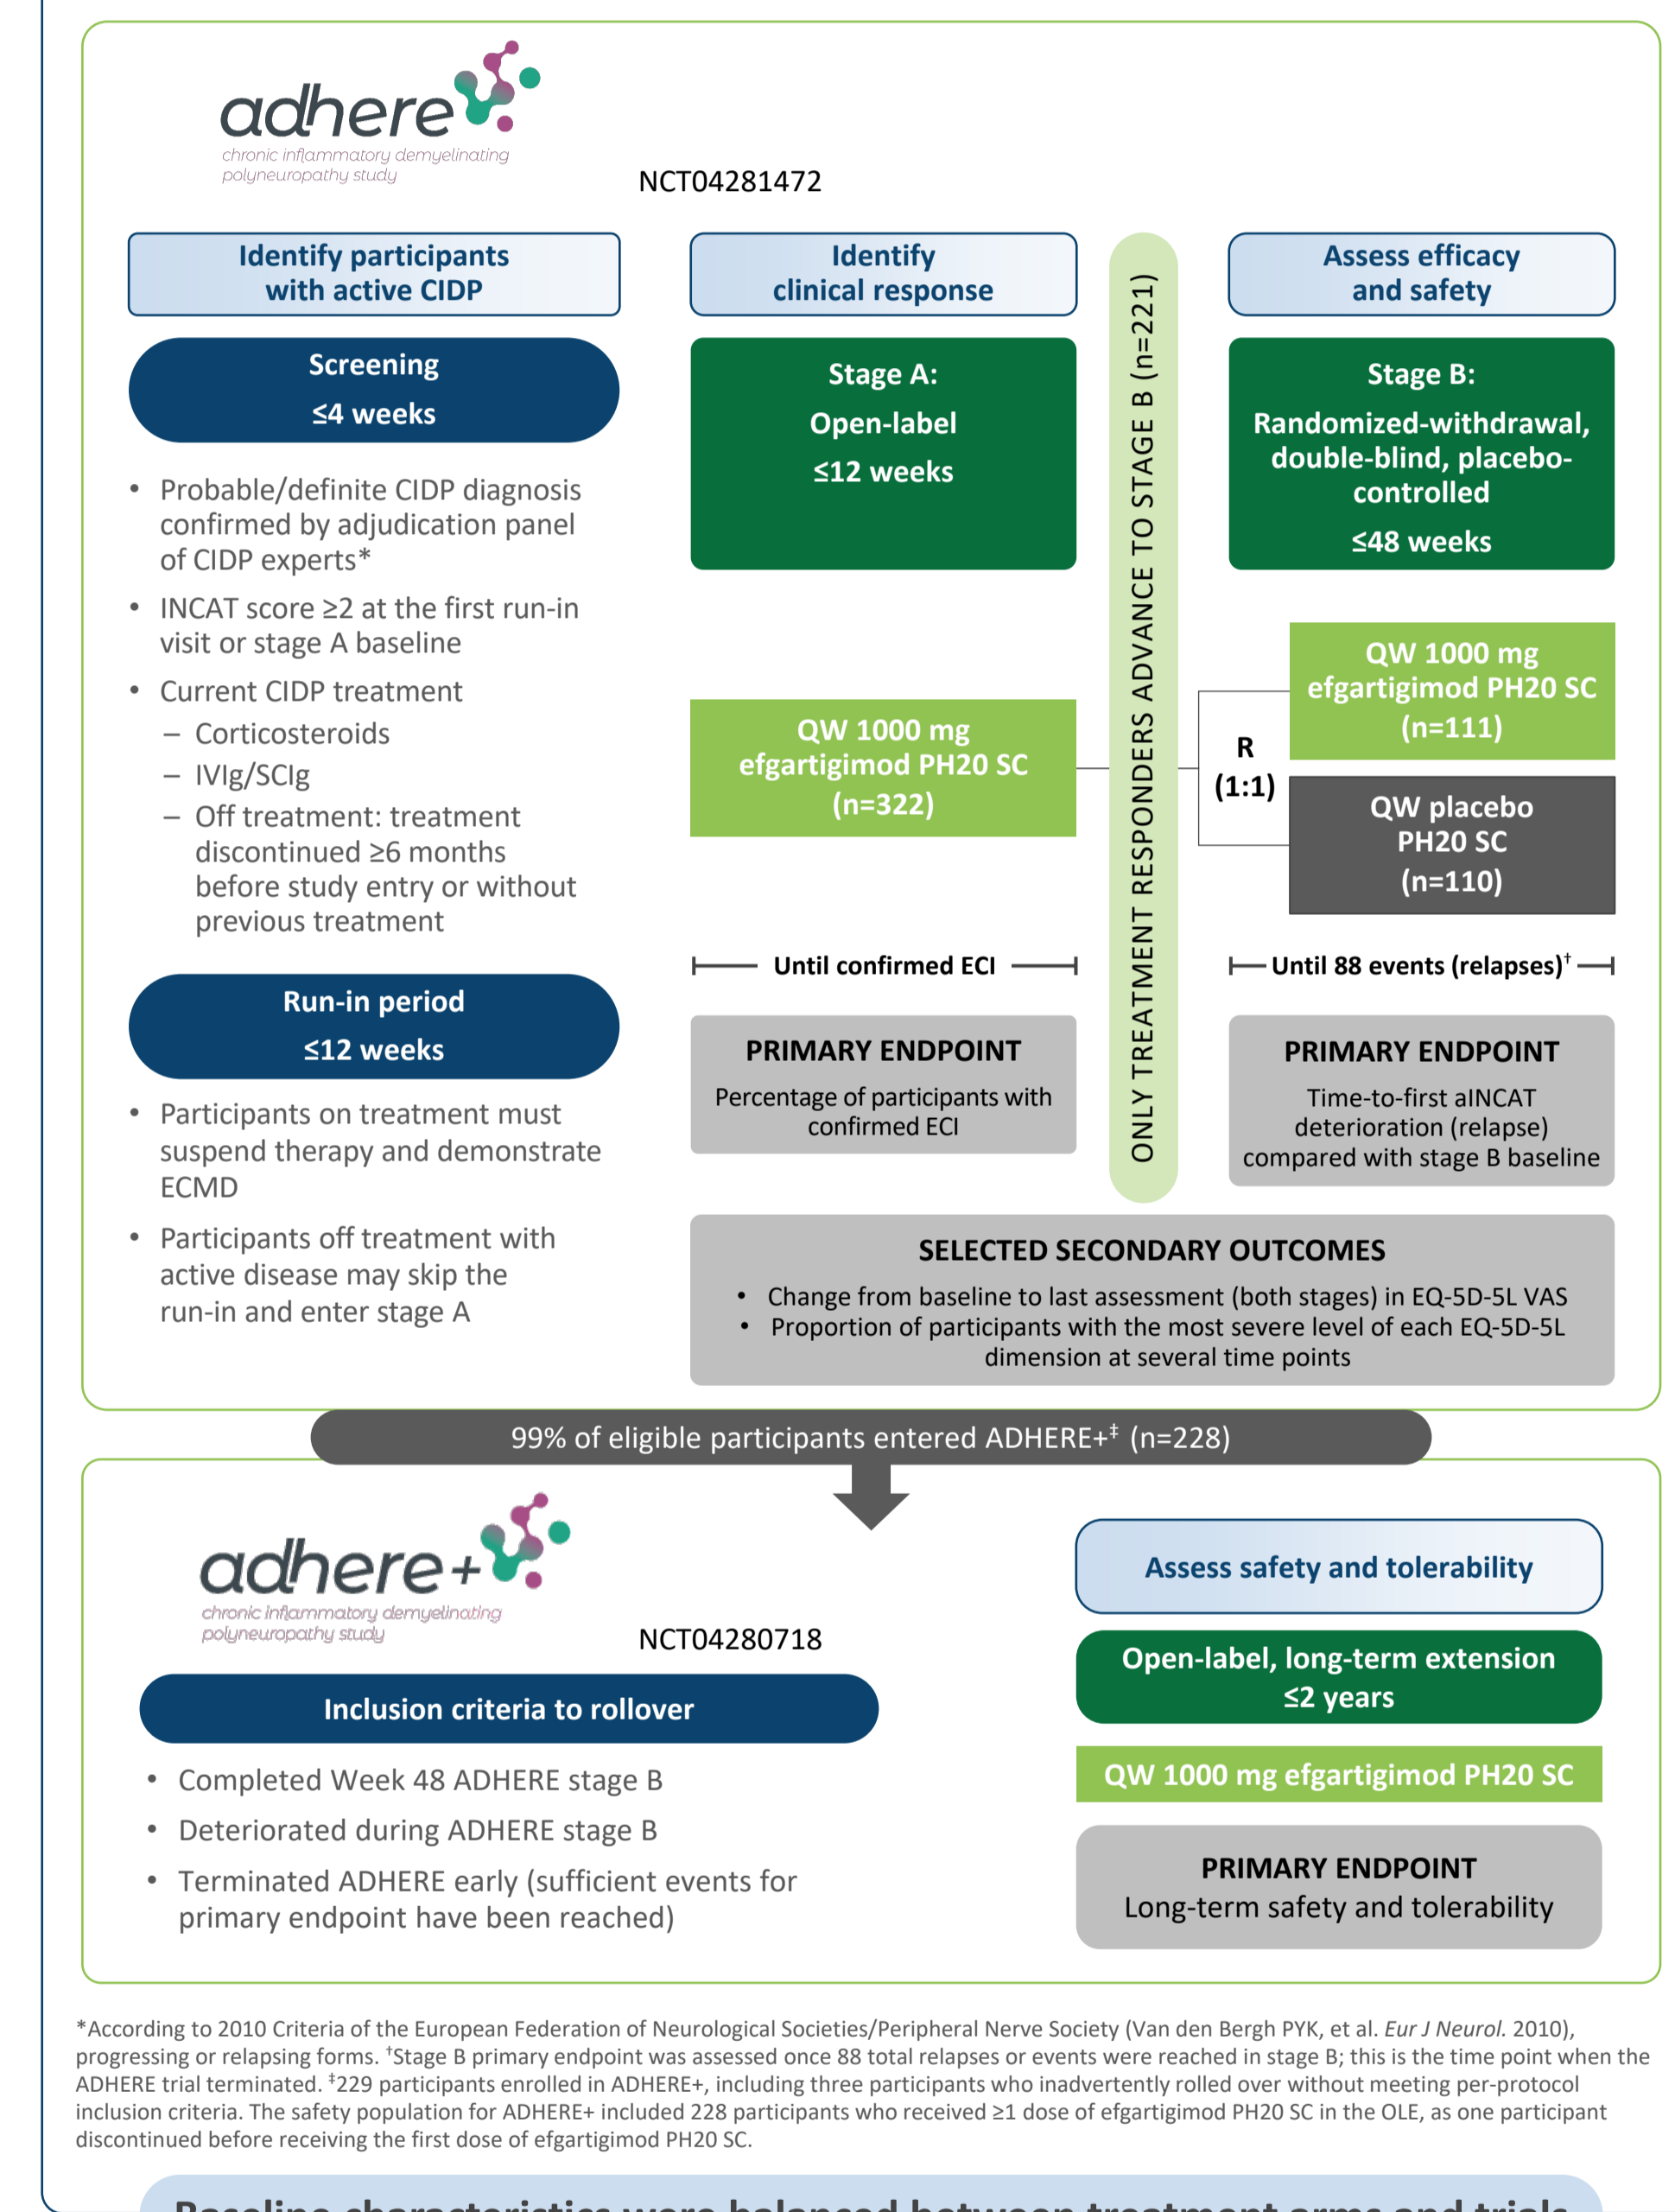 adhere
chronic inflammatory demyelinating
polyneuropathy study
NCT04281472
Identify participants
with active CIDP
Screening
≤4 weeks
• Probable/definite CIDP diagnosis
confirmed by adjudication panel
of CIDP experts*
• INCAT score ≥2 at the first run-in
visit or stage A baseline
• Current CIDP treatment
– Corticosteroids
– IVIg/SCIg
– Off treatment: treatment
discontinued ≥6 months
before study entry or without
previous treatment
Run-in period
≤12 weeks
• Participants on treatment must
suspend therapy and demonstrate
ECMD
• Participants off treatment with
active disease may skip the
run-in and enter stage A
Identify
clinical response
Stage A:
Open-label
≤12 weeks
QW 1000 mg
efgartigimod PH20 SC
(n=322)
Until confirmed ECI
PRIMARY ENDPOINT
Percentage of participants with
confirmed ECI
ONLY TREATMENT RESPONDERS ADVANCE TO STAGE B (n=221)
Assess efficacy
and safety
Stage B:
Randomized-withdrawal,
double-blind, placebo-
controlled
≤48 weeks
R
(1:1)
QW 1000 mg
efgartigimod PH20 SC
(n=111)
QW placebo
PH20 SC
(n=110)
Until 88 events (relapses)†
PRIMARY ENDPOINT
Time-to-first aINCAT
deterioration (relapse)
compared with stage B baseline
SELECTED SECONDARY OUTCOMES
• Change from baseline to last assessment (both stages) in EQ-5D-5L VAS
• Proportion of participants with the most severe level of each EQ-5D-5L
dimension at several time points
99% of eligible participants entered ADHERE+‡ (n=228)
adhere+
chronic inflammatory demyelinating
polyneuropathy study
NCT04280718
Inclusion criteria to rollover
• Completed Week 48 ADHERE stage B
• Deteriorated during ADHERE stage B
• Terminated ADHERE early (sufficient events for
primary endpoint have been reached)
Assess safety and tolerability
Open-label, long-term extension
≤2 years
QW 1000 mg efgartigimod PH20 SC
PRIMARY ENDPOINT
Long-term safety and tolerability
*According to 2010 Criteria of the European Federation of Neurological Societies/Peripheral Nerve Society (Van den Bergh PYK, et al. Eur J Neurol. 2010),
progressing or relapsing forms. †Stage B primary endpoint was assessed once 88 total relapses or events were reached in stage B; this is the time point when the
ADHERE trial terminated. ‡229 participants enrolled in ADHERE+, including three participants who inadvertently rolled over without meeting per-protocol
inclusion criteria. The safety population for ADHERE+ included 228 participants who received ≥1 dose of efgartigimod PH20 SC in the OLE, as one participant
discontinued before receiving the first dose of efgartigimod PH20 SC.
Baseline characteristics were balanced between treatment arms and trials